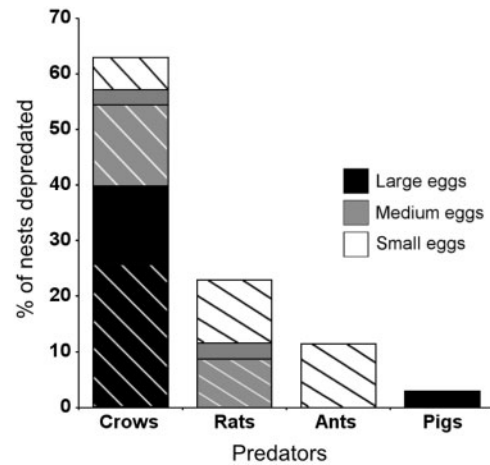 % of nests depredated
70
60
50
40
30
20
10
0
Large eggs
Medium eggs
Small eggs
Crows Rats Ants Pigs
Predators